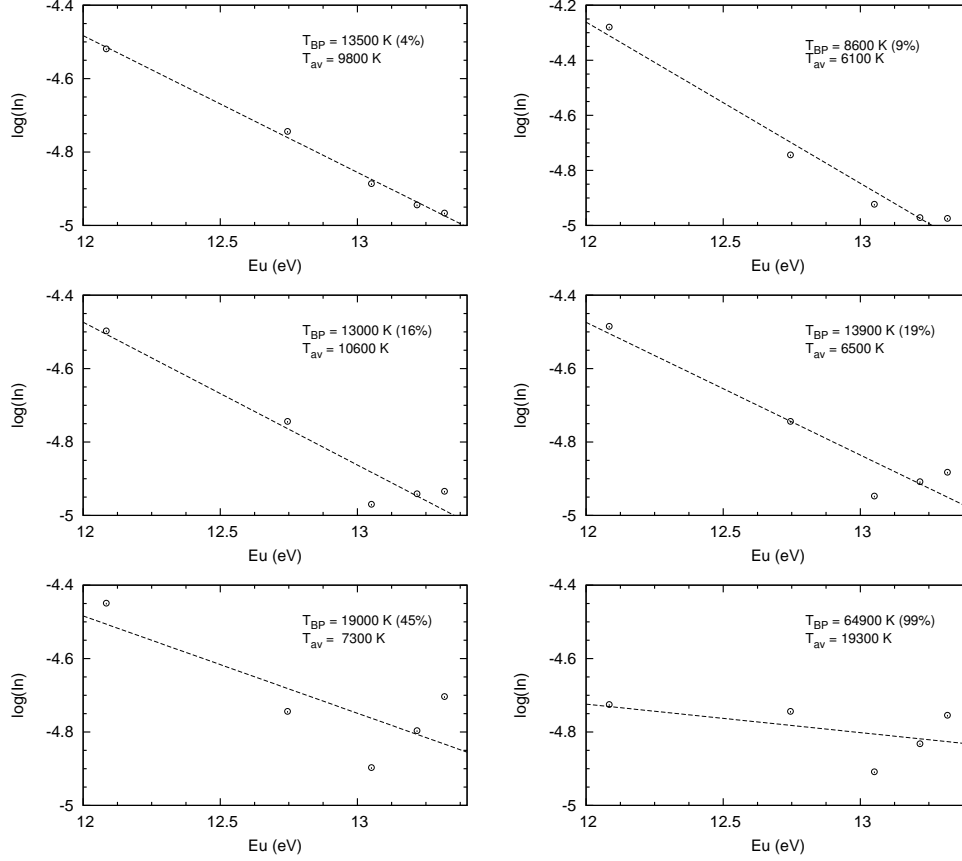 -4.4
-4.6
-4.8
-5
12
12.5
13
log(In)
Eu (eV)
T_BP = 13500 K (4%)
T_av = 9800 K
-4.2
-4.4
-4.6
-4.8
-5
12
12.5
13
log(In)
Eu (eV)
T_BP = 8600 K (9%)
T_av = 6100 K
-4.4
-4.6
-4.8
-5
12
12.5
13
log(In)
Eu (eV)
T_BP = 13000 K (16%)
T_av = 10600 K
-4.4
-4.6
-4.8
-5
12
12.5
13
log(In)
Eu (eV)
T_BP = 13900 K (19%)
T_av = 6500 K
-4.4
-4.6
-4.8
-5
12
12.5
13
log(In)
Eu (eV)
T_BP = 19000 K (45%)
T_av = 7300 K
-4.4
-4.6
-4.8
-5
12
12.5
13
log(In)
Eu (eV)
T_BP = 64900 K (99%)
T_av = 19300 K